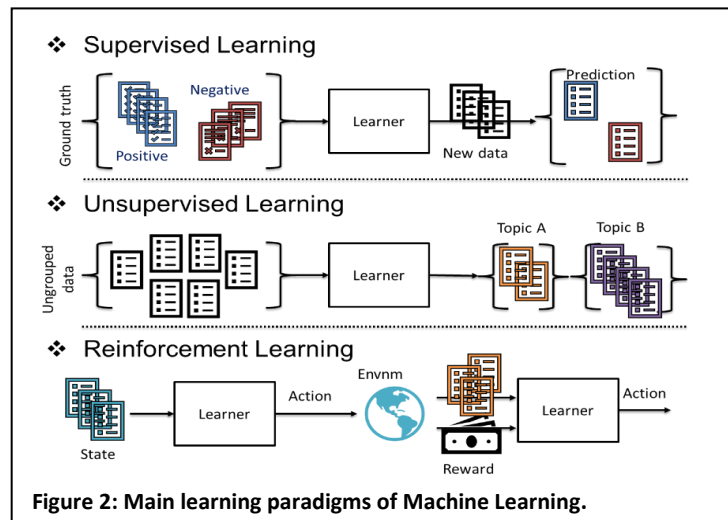 ❖ Supervised Learning
Ground truth
Negative
Positive
Learner
New data
Prediction
❖ Unsupervised Learning
Ungrouped
data
Learner
Topic A
Topic B
❖ Reinforcement Learning
State
Learner
Action
Envnm
Reward
Learner
Action
Figure 2: Main learning paradigms of Machine Learning.